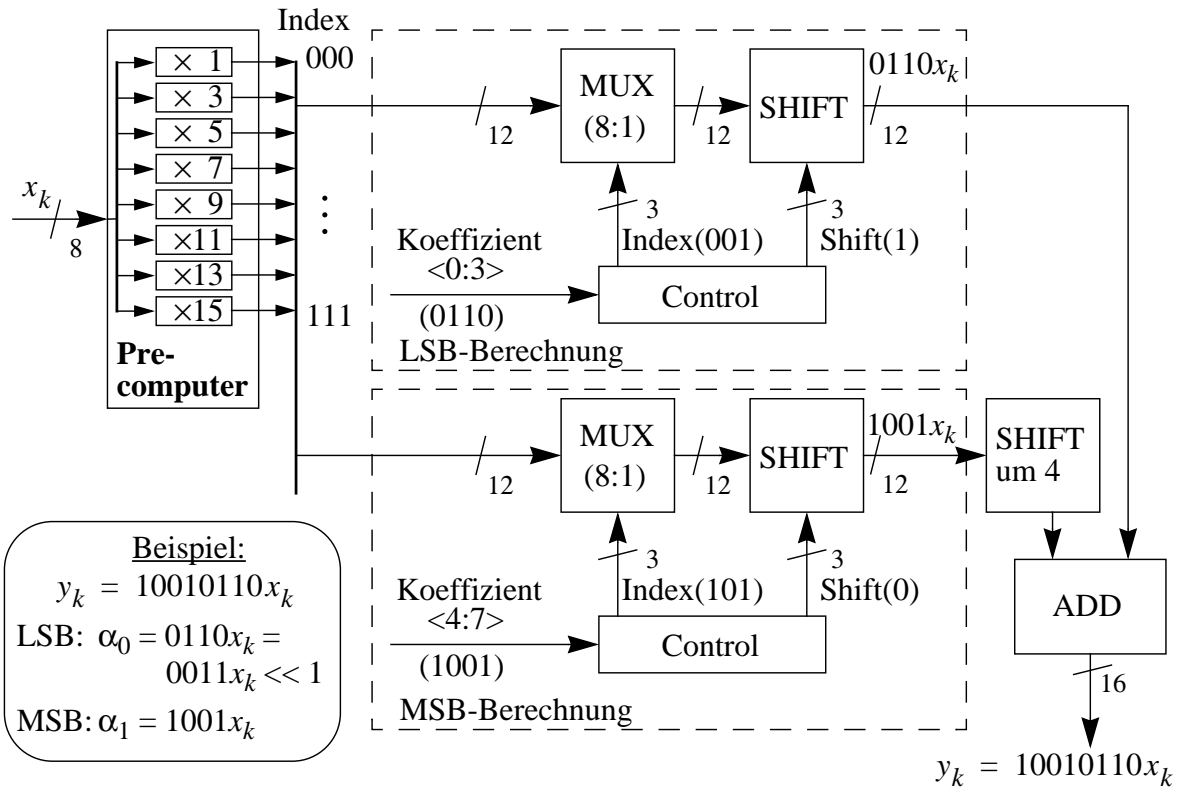 Index
000
× 1
× 3
× 5
× 7
× 9
×11
×13
×15
⋮
111
x_k
8
Pre-
computer
12
MUX
(8:1)
12
SHIFT
0110x_k
12
3
Index(001)
3
Shift(1)
Koeffizient
<0:3>
(0110)
Control
LSB-Berechnung
12
MUX
(8:1)
12
SHIFT
1001x_k
12
SHIFT
um 4
3
Index(101)
3
Shift(0)
Koeffizient
<4:7>
(1001)
Control
MSB-Berechnung
ADD
16
y_k = 10010110x_k
Beispiel:
y_k = 10010110x_k
LSB: α_0 = 0110x_k =
0011x_k << 1
MSB: α_1 = 1001x_k